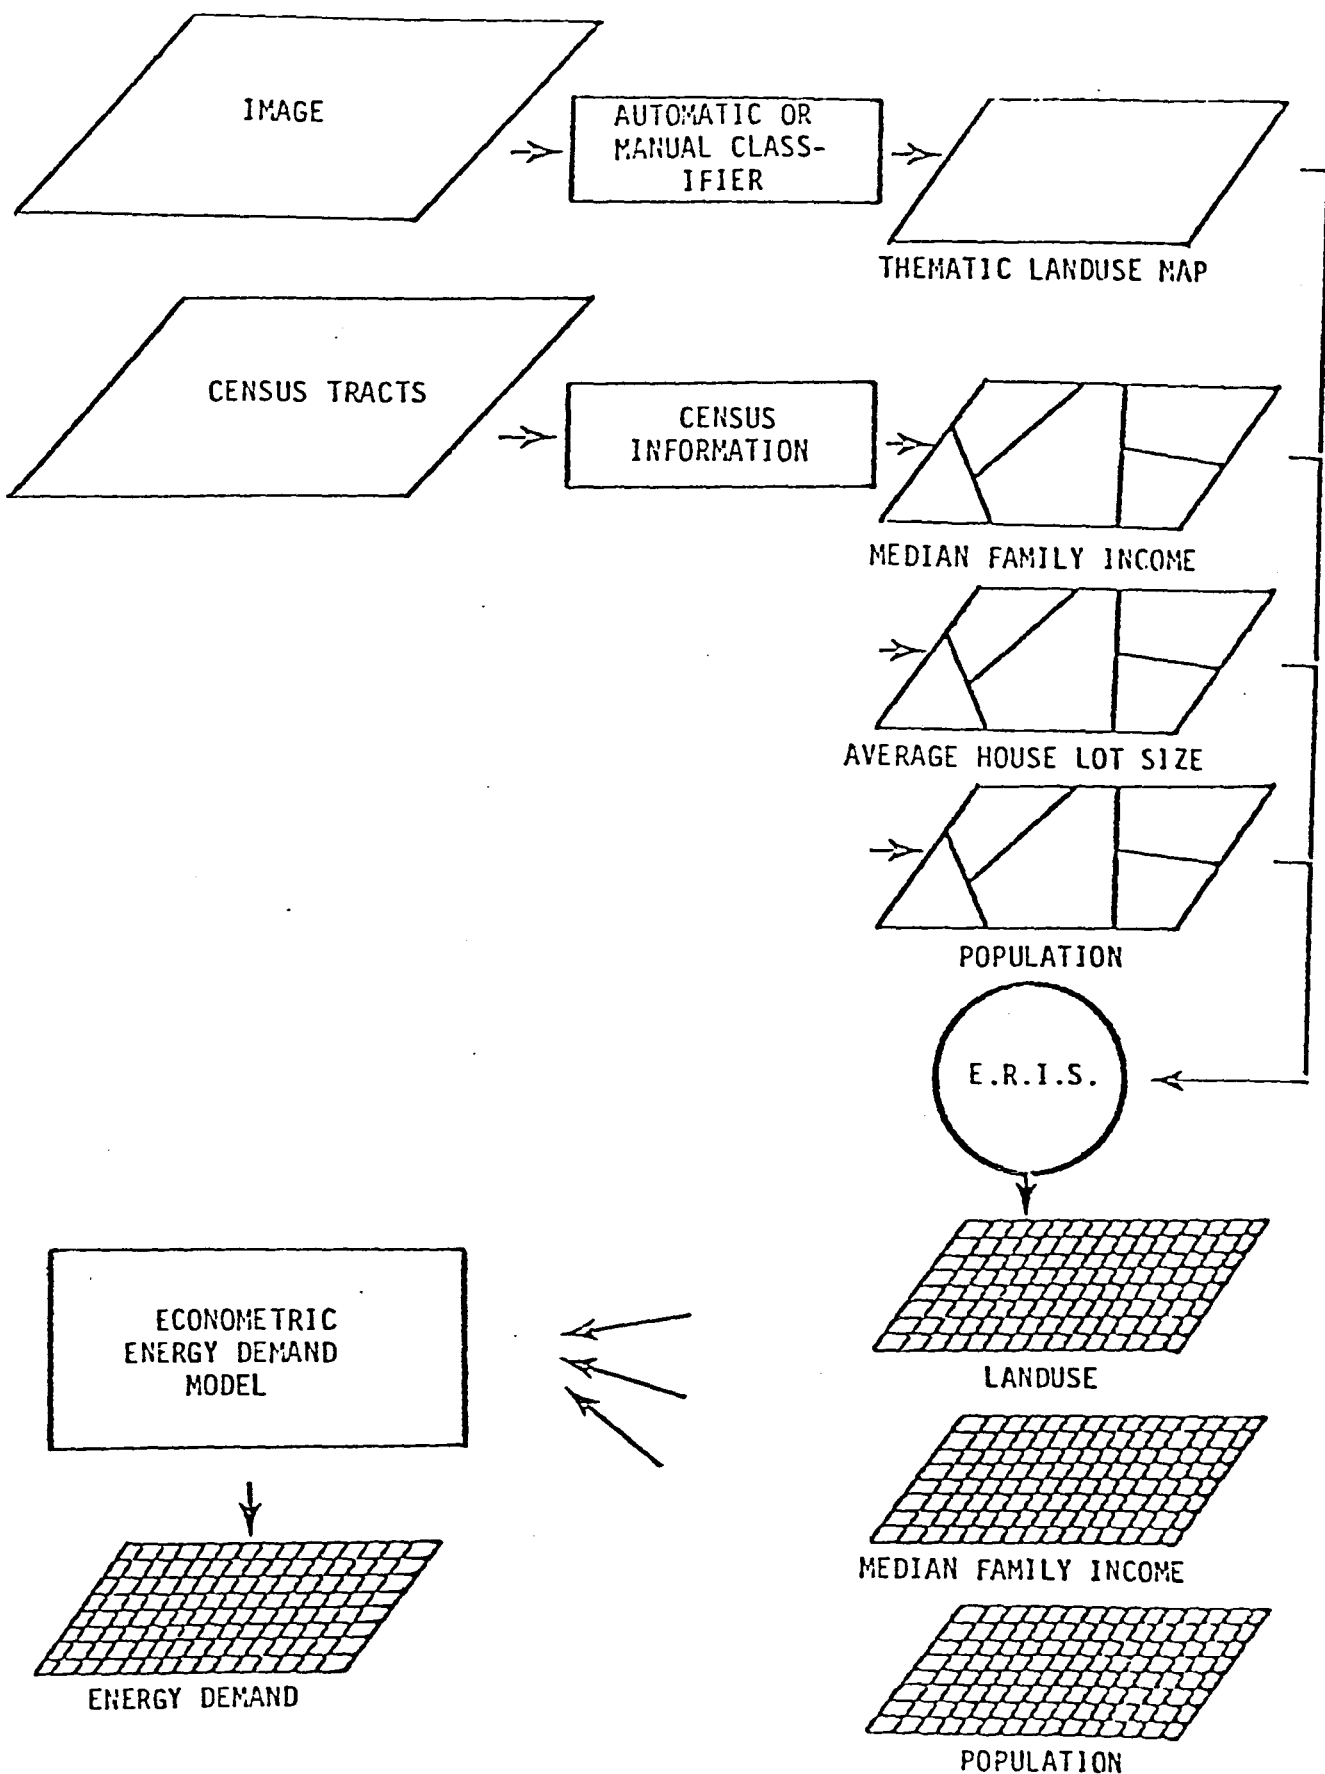 IMAGE
AUTOMATIC OR
MANUAL CLASS-
IFIER
THEMATIC LANDUSE MAP
CENSUS TRACTS
CENSUS
INFORMATION
MEDIAN FAMILY INCOME
AVERAGE HOUSE LOT SIZE
POPULATION
E.R.I.S.
LANDUSE
ECONOMETRIC
ENERGY DEMAND
MODEL
MEDIAN FAMILY INCOME
ENERGY DEMAND
POPULATION